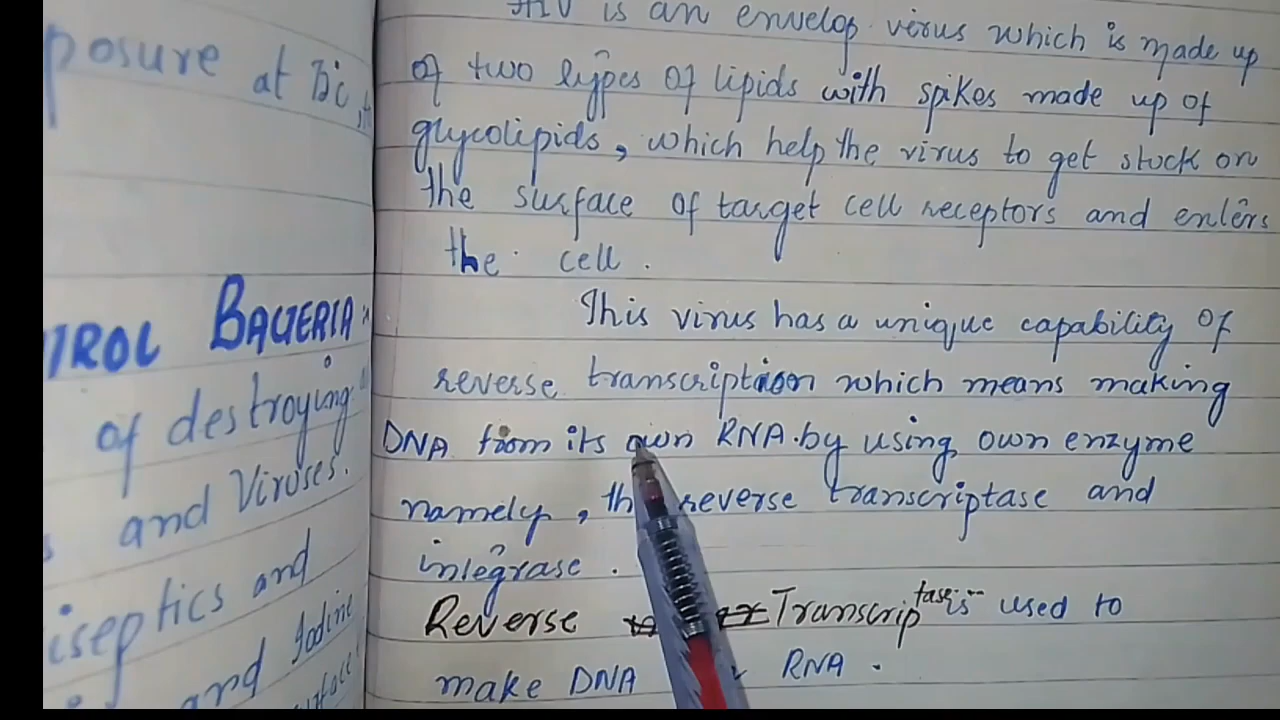 posure at
TROL BACTERIA :
of destroying
and Viroses.
iseptics and
and Iodine
surface
HIV is an envelop virus which is made up
of two types of lipids with spikes made up of
glycolipids, which help the virus to get stuck on
the surface of target cell receptors and enters
the cell .
This virus has a unique capability of
reverse transcription which means making
DNA from its own RNA. by using own enzyme
namely, the reverse transcriptase and
integrase .
Reverse Transcriptase is used to
make DNA RNA .